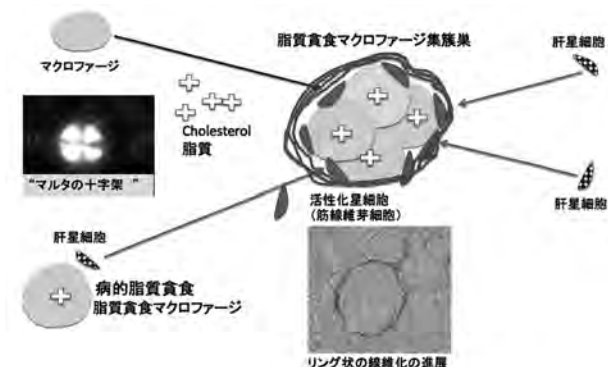 脂質貪食マクロファージ集簇巣
肝星細胞
マクロファージ
Cholesterol
脂質
“マルタの十字架 ”
活性化星細胞
(筋線維芽細胞)
肝星細胞
肝星細胞
病的脂質貪食
脂質貪食マクロファージ
リング状の線維化の進展